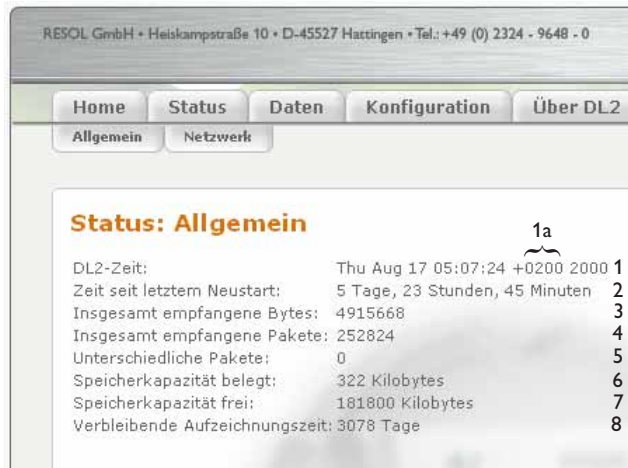 RESOL GmbH • Heiskampstraße 10 • D-45527 Hattingen • Tel.: +49 (0) 2324 - 9648 - 0
Home Status Daten Konfiguration Über DL2
Allgemein Netzwerk
Status: Allgemein
1a
DL2-Zeit: Thu Aug 17 05:07:24 +0200 2000 1
Zeit seit letztem Neustart: 5 Tage, 23 Stunden, 45 Minuten 2
Insgesamt empfangene Bytes: 4915668 3
Insgesamt empfangene Pakete: 252824 4
Unterschiedliche Pakete: 0 5
Speicherkapazität belegt: 322 Kilobytes 6
Speicherkapazität frei: 181800 Kilobytes 7
Verbleibende Aufzeichnungszeit: 3078 Tage 8